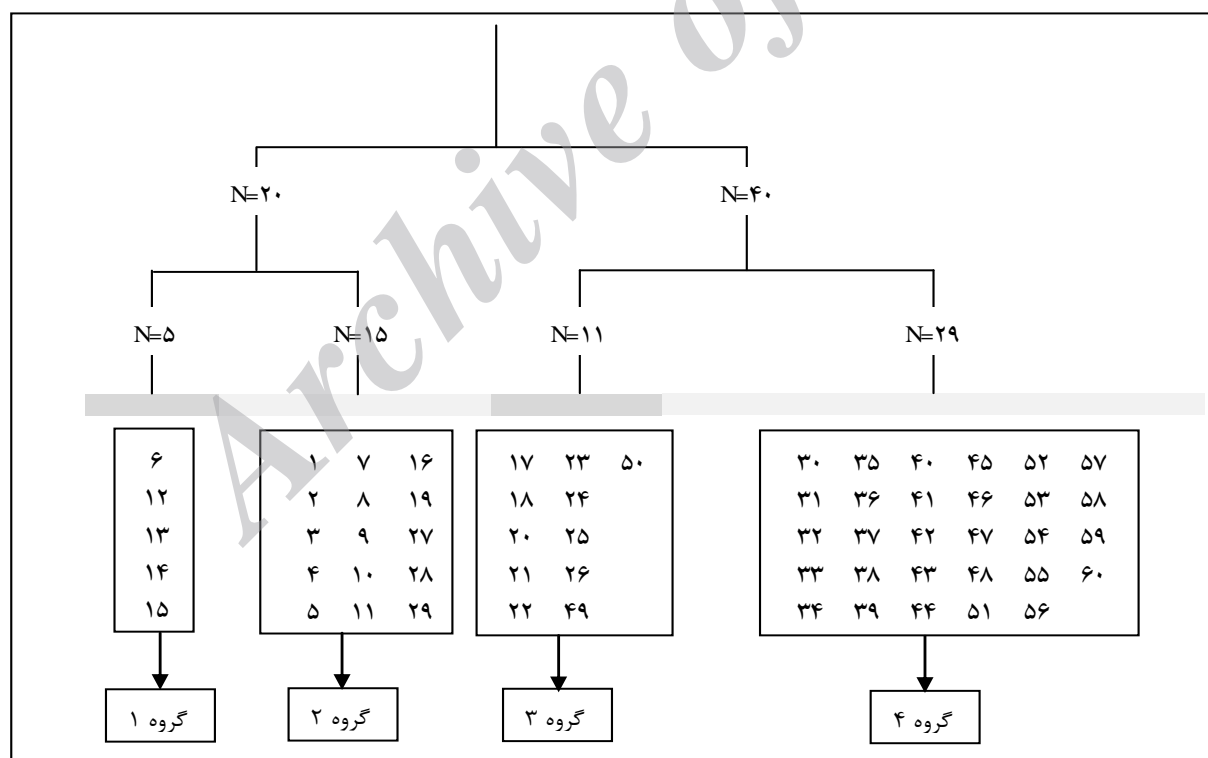 N=۲۰ N=۴۰
N=۵ N=۱۵ N=۱۱ N=۲۹
۶ ۱ ۷ ۱۶ ۱۷ ۲۳ ۵۰ ۳۰ ۳۵ ۴۰ ۴۵ ۵۲ ۵۷
۱۲ ۲ ۸ ۱۹ ۱۸ ۲۴ ۳۱ ۳۶ ۴۱ ۴۶ ۵۳ ۵۸
۱۳ ۳ ۹ ۲۷ ۲۰ ۲۵ ۳۲ ۳۷ ۴۲ ۴۷ ۵۴ ۵۹
۱۴ ۴ ۱۰ ۲۸ ۲۱ ۲۶ ۳۳ ۳۸ ۴۳ ۴۸ ۵۵ ۶۰
۱۵ ۵ ۱۱ ۲۹ ۲۲ ۴۹ ۳۴ ۳۹ ۴۴ ۵۱ ۵۶
گروه ۱ گروه ۲ گروه ۳ گروه ۴
Archive of